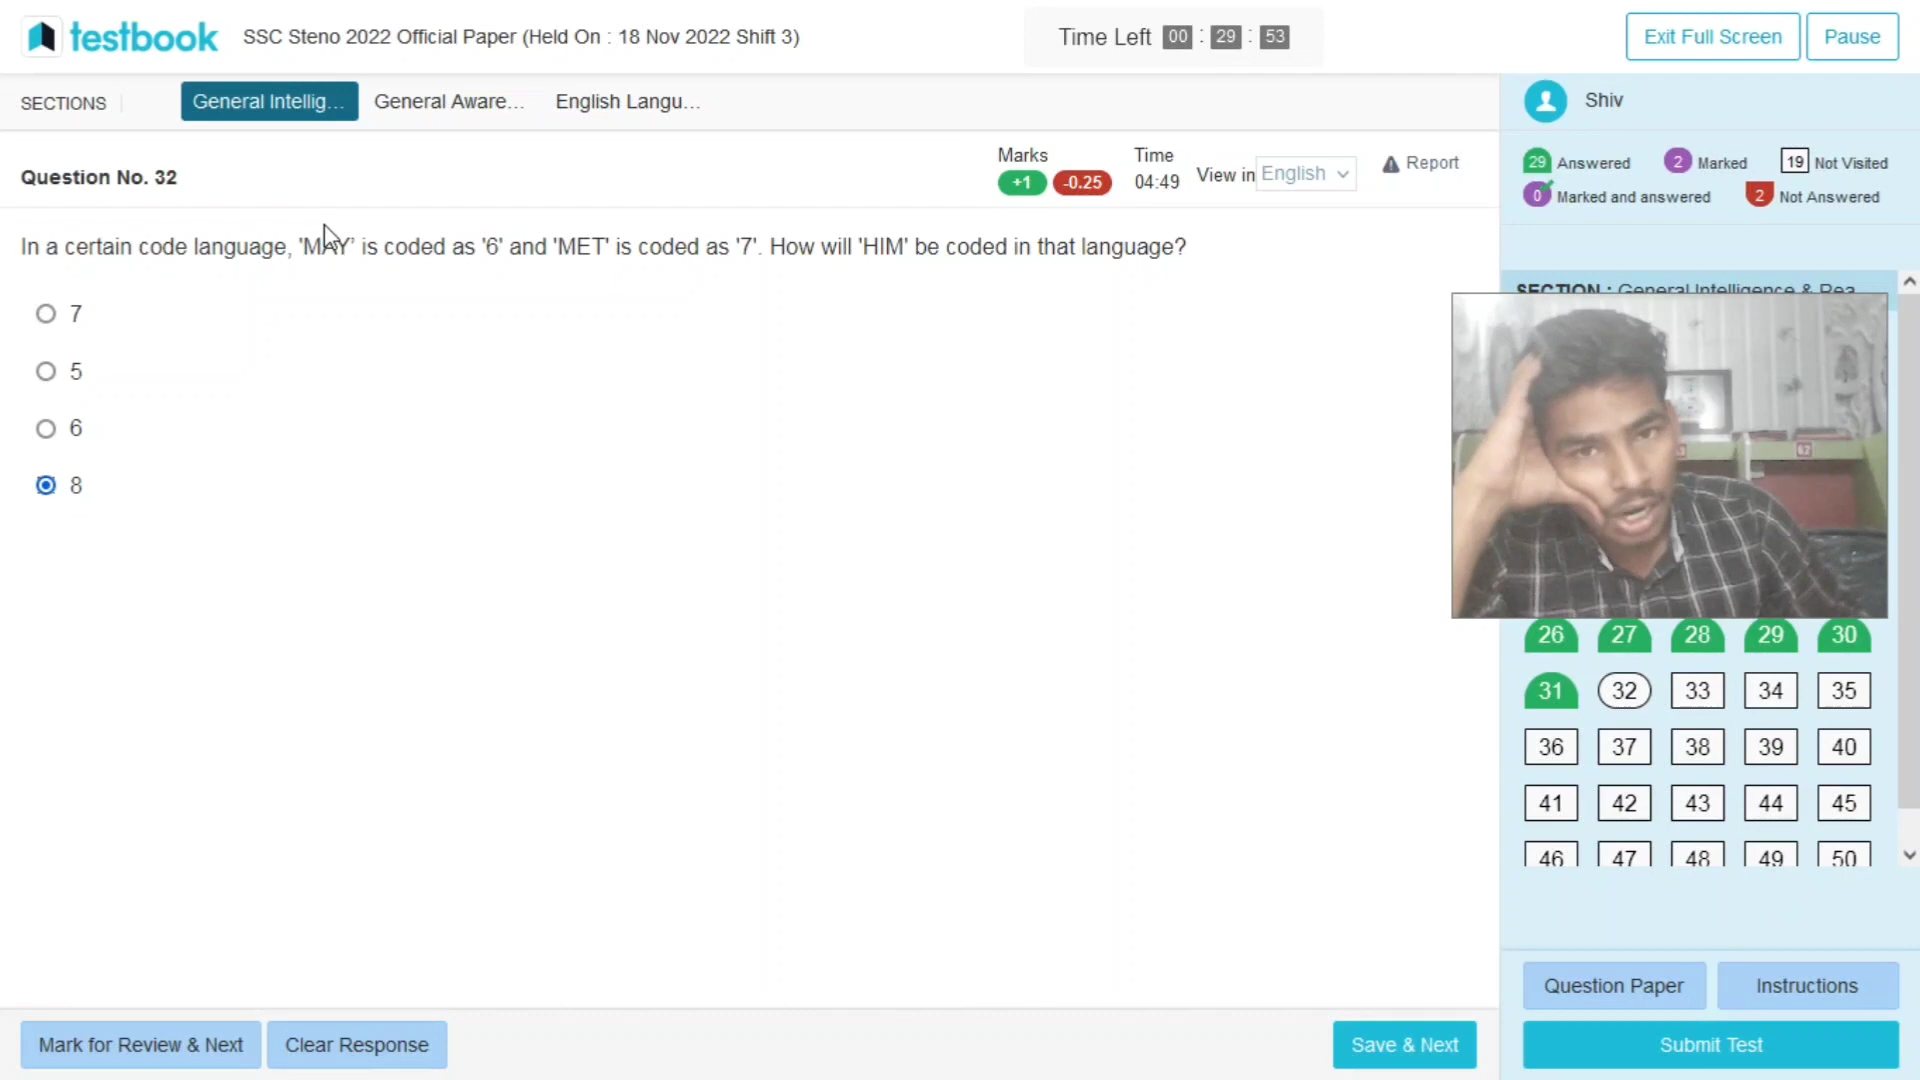 testbook SSC Steno 2022 Official Paper (Held On : 18 Nov 2022 Shift 3) Time Left 00 : 29 : 53 Exit Full Screen Pause
SECTIONS General Intellig... General Aware... English Langu... Shiv
Question No. 32 Marks +1 -0.25 Time 04:49 View in English Report
29 Answered 2 Marked 19 Not Visited
0 Marked and answered 2 Not Answered
In a certain code language, 'MAY' is coded as '6' and 'MET' is coded as '7'. How will 'HIM' be coded in that language?
SECTION : General Intelligence & Rea
7
5
6
8
26 27 28 29 30
31 32 33 34 35
36 37 38 39 40
41 42 43 44 45
46 47 48 49 50
Question Paper Instructions
Mark for Review & Next Clear Response Save & Next Submit Test